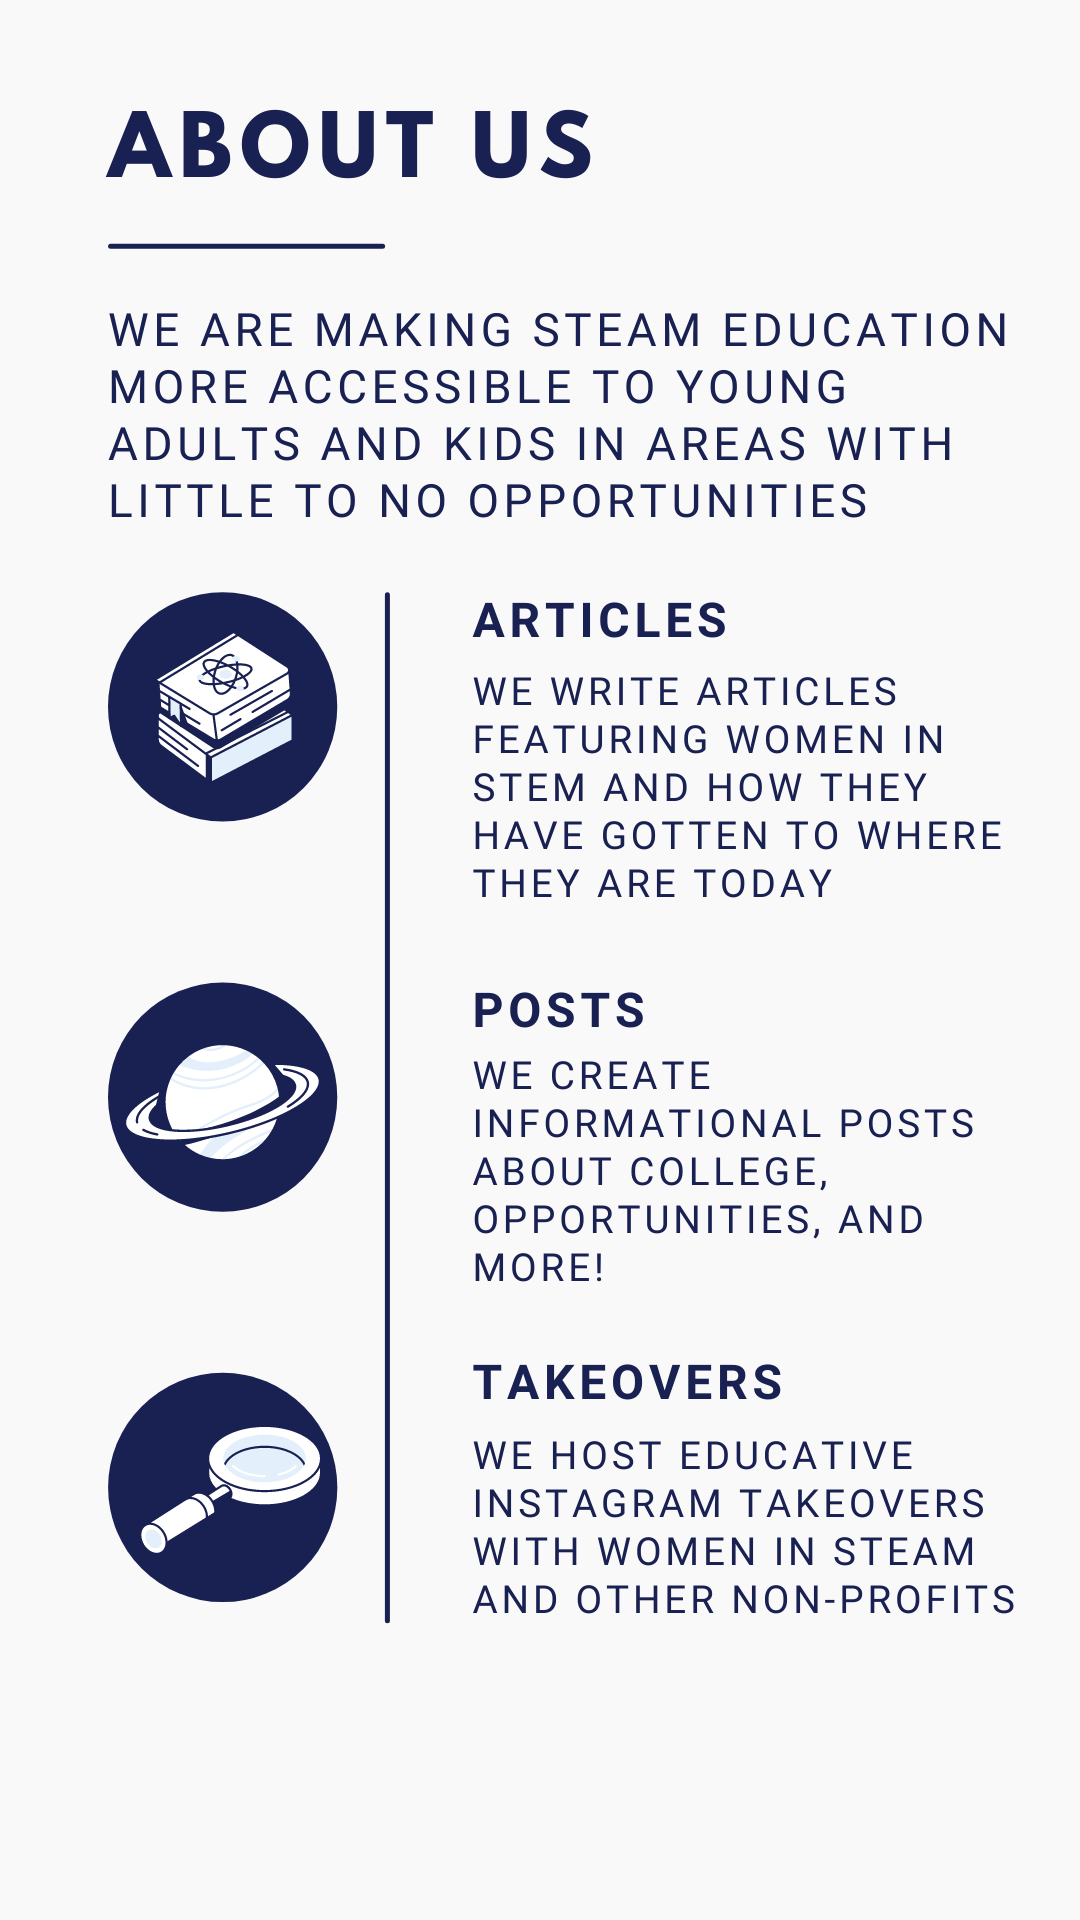 ABOUT US
WE ARE MAKING STEAM EDUCATION
MORE ACCESSIBLE TO YOUNG
ADULTS AND KIDS IN AREAS WITH
LITTLE TO NO OPPORTUNITIES
ARTICLES
WE WRITE ARTICLES
FEATURING WOMEN IN
STEM AND HOW THEY
HAVE GOTTEN TO WHERE
THEY ARE TODAY
POSTS
WE CREATE
INFORMATIONAL POSTS
ABOUT COLLEGE,
OPPORTUNITIES, AND
MORE!
TAKEOVERS
WE HOST EDUCATIVE
INSTAGRAM TAKEOVERS
WITH WOMEN IN STEAM
AND OTHER NON-PROFITS